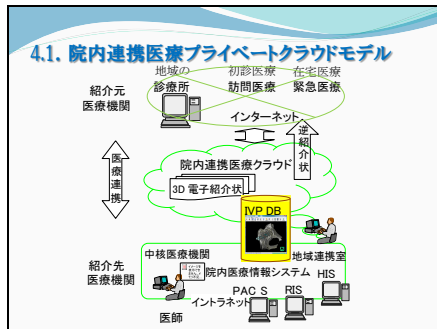 4.1. 院内連携医療プライベートクラウドモデル
地域の 初診医療 在宅医療
診療所 訪問医療 緊急医療
紹介元
医療機関
インターネット
逆紹介状
医療連携
院内連携医療クラウド
3D 電子紹介状
IVP DB
中核医療機関 地域連携室
紹介先
医療機関
院内医療情報システム HIS
PAC S RIS
イントラネット
医師